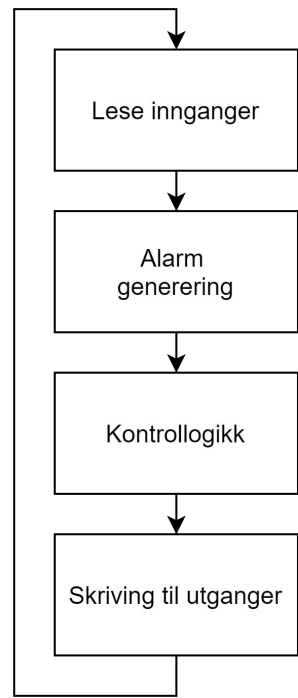 Lese innganger
Alarm
generering
Kontrollogikk
Skriving til utganger